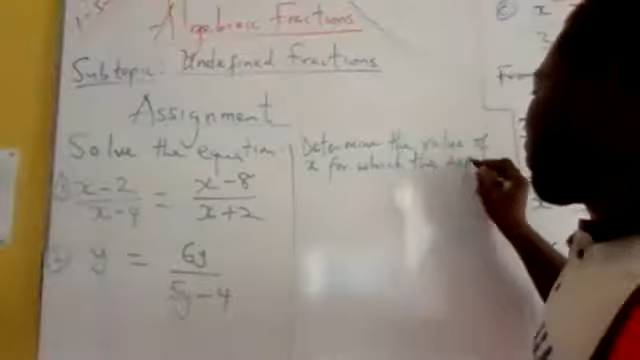 Algebraic Fractions
Subtopic: Undefined fractions
Assignment
Solve the equation
x-2 / x-4 = x-8 / x+2
y = 6y / 5y-4
Determine the value of
x for which the